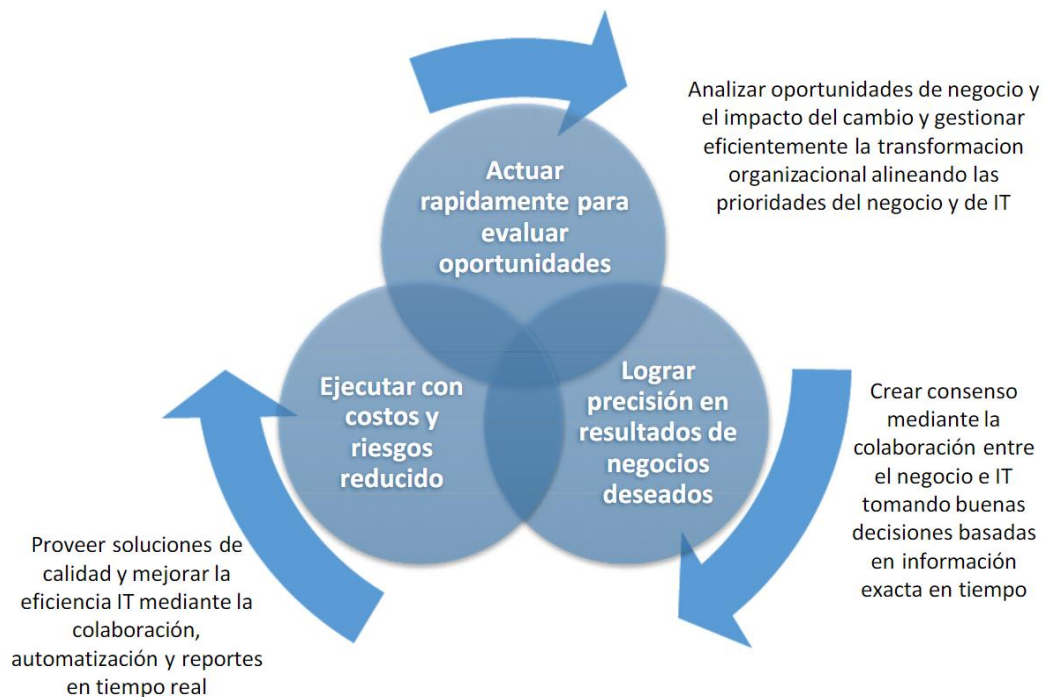 Analizar oportunidades de negocio y
el impacto del cambio y gestionar
eficientemente la transformacion
organizacional alineando las
prioridades del negocio y de IT
Actuar
rapidamente para
evaluar
oportunidades
Lograr
precisión en
resultados de
negocios
deseados
Crear consenso
mediante la
colaboración entre
el negocio e IT
tomando buenas
decisiones basadas
en información
exacta en tiempo
Ejecutar con
costos y
riesgos
reducido
Proveer soluciones de
calidad y mejorar la
eficiencia IT mediante la
colaboración,
automatización y reportes
en tiempo real